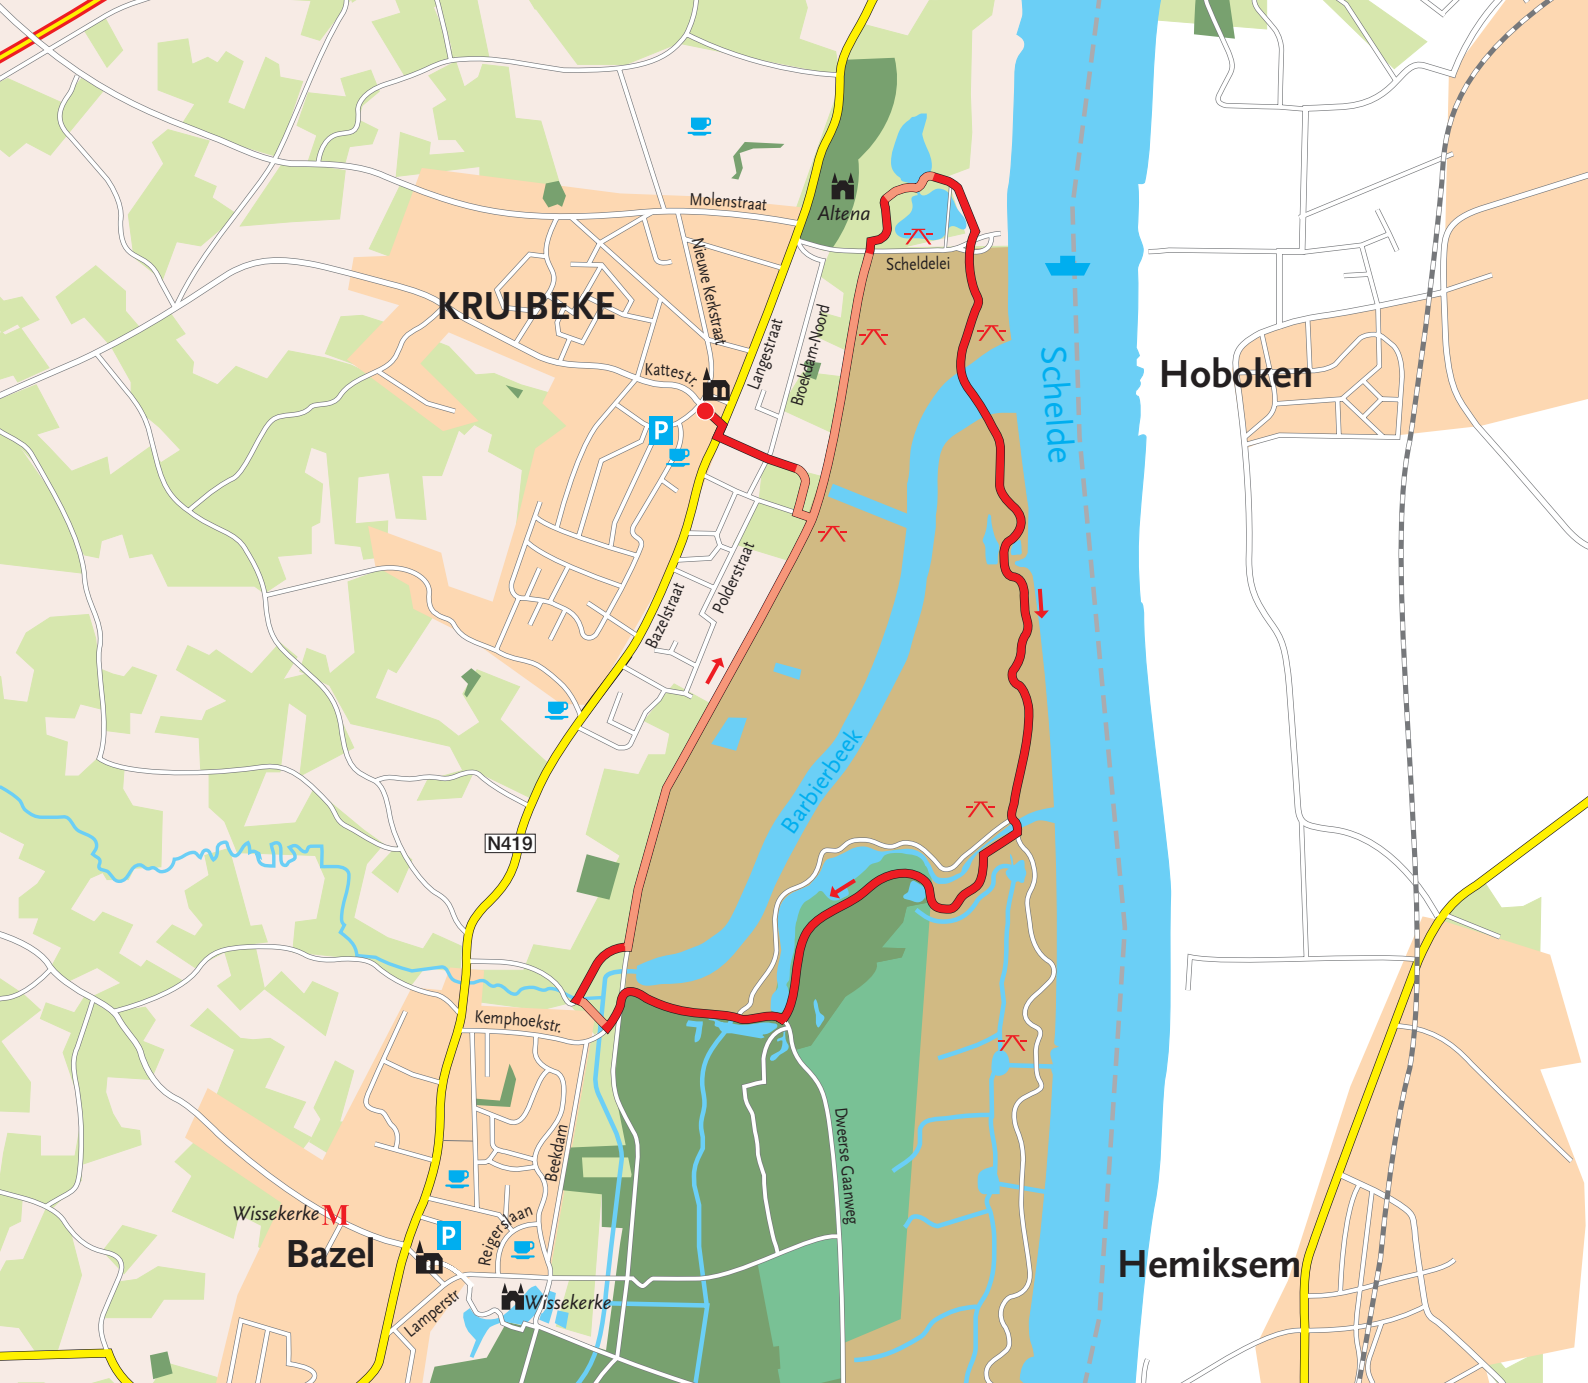 Molenstraat
Altena
Nieuwe Kerkstraat
Scheldelei
KRUIBEKE
Langestraat
Broekdam-Noord
Schelde
Hoboken
Kattestr.
P
Polderstraat
Bazelstraat
Barbierbeek
N419
Kemphoekstr.
Beekdam
Dweerse Gaanweg
Wissekerke M
Reigerslaan
P
Bazel
Hemiksem
Wissekerke
Lamperstr